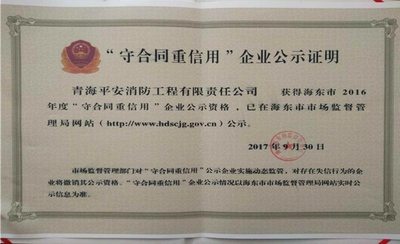 “守合同重信用”企业公示证明
青海平安消防工程有限责任公司 获得海东市 2016
年度“守合同重信用”企业公示资格，已在海东市市场监督管
理局网站（http://www.hdscjg.gov.cn）公示。
2017年9月30日
市场监督管理部门对“守合同重信用”公示企业实施动态监管，对存在失信行为的企
业将撤销其公示资格。“守合同重信用”企业公示情况以海东市市场监督管理局网站实时公
示信息为准。